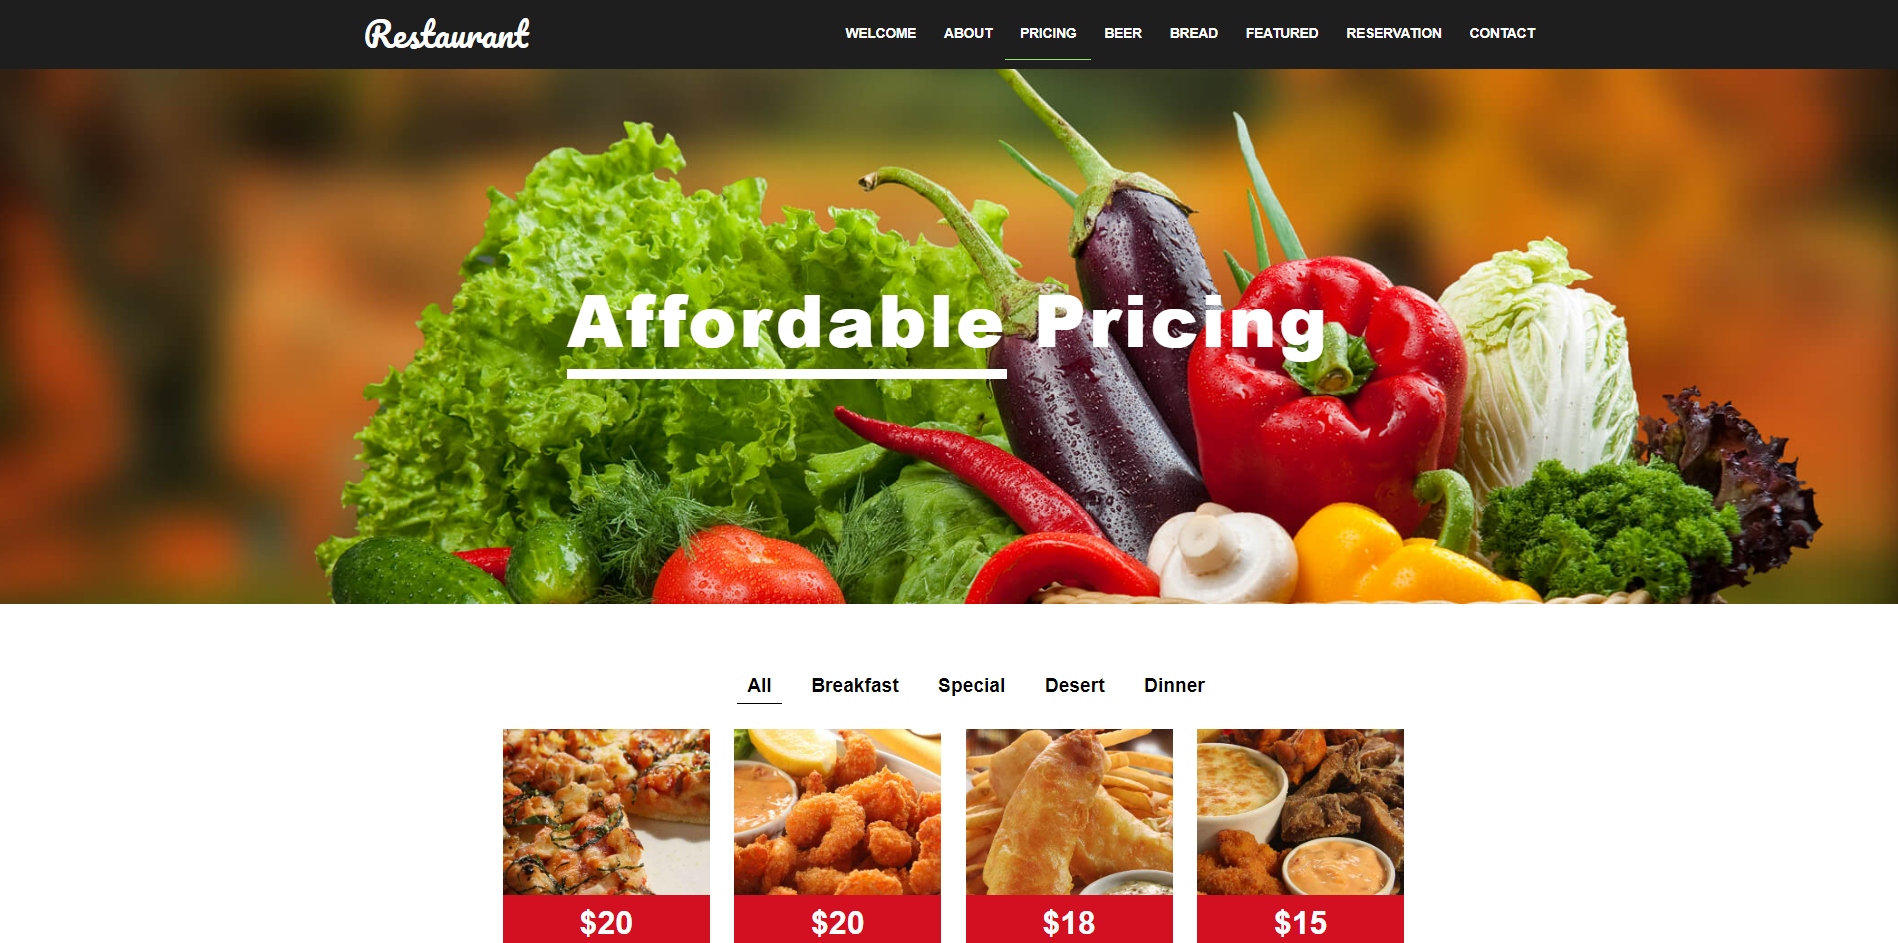 Restaurant
WELCOME ABOUT PRICING BEER BREAD FEATURED RESERVATION CONTACT
Affordable Pricing
All Breakfast Special Desert Dinner
$20 $20 $18 $15